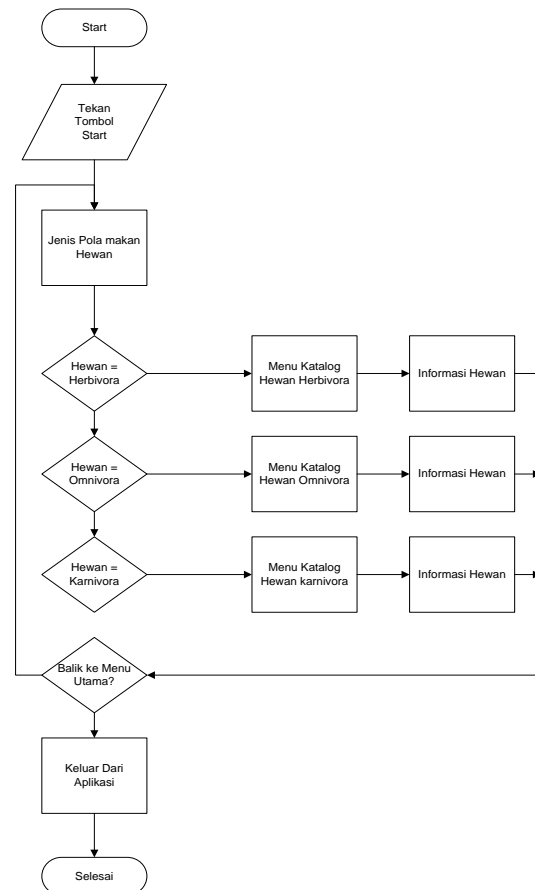 Start
Tekan
Tombol
Start
Jenis Pola makan
Hewan
Hewan =
Herbivora
Menu Katalog
Hewan Herbivora
Informasi Hewan
Hewan =
Omnivora
Menu Katalog
Hewan Omnivora
Informasi Hewan
Hewan =
Karnivora
Menu Katalog
Hewan karnivora
Informasi Hewan
Balik ke Menu
Utama?
Keluar Dari
Aplikasi
Selesai